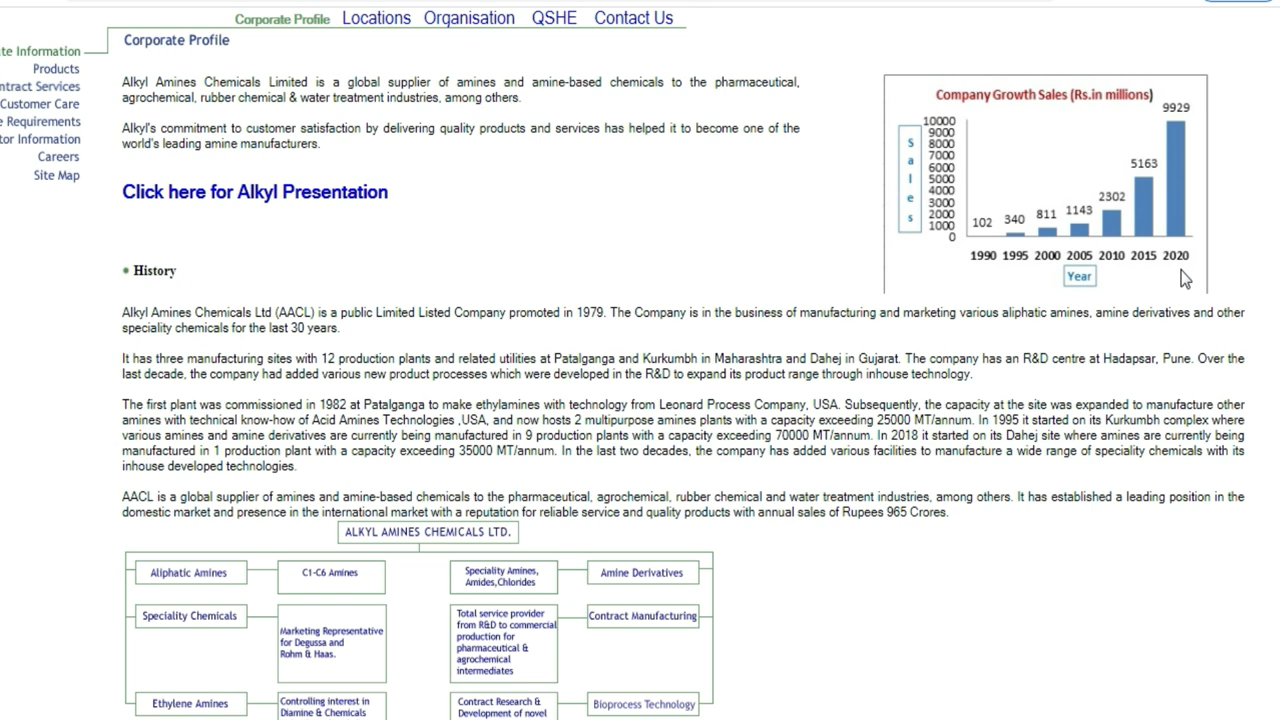 Corporate Profile Locations Organisation QSHE Contact Us
te Information
Products
ntract Services
Customer Care
e Requirements
tor Information
Careers
Site Map
Corporate Profile
Alkyl Amines Chemicals Limited is a global supplier of amines and amine-based chemicals to the pharmaceutical,
agrochemical, rubber chemical & water treatment industries, among others.
Alkyl's commitment to customer satisfaction by delivering quality products and services has helped it to become one of the
world's leading amine manufacturers.
Click here for Alkyl Presentation
Company Growth Sales (Rs.in millions)
Sales
10000
9000
8000
7000
6000
5000
4000
3000
2000
1000
0
102 340 811 1143 2302 5163 9929
1990 1995 2000 2005 2010 2015 2020
Year
History
Alkyl Amines Chemicals Ltd (AACL) is a public Limited Listed Company promoted in 1979. The Company is in the business of manufacturing and marketing various aliphatic amines, amine derivatives and other
speciality chemicals for the last 30 years.
It has three manufacturing sites with 12 production plants and related utilities at Patalganga and Kurkumbh in Maharashtra and Dahej in Gujarat. The company has an R&D centre at Hadapsar, Pune. Over the
last decade, the company had added various new product processes which were developed in the R&D to expand its product range through inhouse technology.
The first plant was commissioned in 1982 at Patalganga to make ethylamines with technology from Leonard Process Company, USA. Subsequently, the capacity at the site was expanded to manufacture other
amines with technical know-how of Acid Amines Technologies ,USA, and now hosts 2 multipurpose amines plants with a capacity exceeding 25000 MT/annum. In 1995 it started on its Kurkumbh complex where
various amines and amine derivatives are currently being manufactured in 9 production plants with a capacity exceeding 70000 MT/annum. In 2018 it started on its Dahej site where amines are currently being
manufactured in 1 production plant with a capacity exceeding 35000 MT/annum. In the last two decades, the company has added various facilities to manufacture a wide range of speciality chemicals with its
inhouse developed technologies.
AACL is a global supplier of amines and amine-based chemicals to the pharmaceutical, agrochemical, rubber chemical and water treatment industries, among others. It has established a leading position in the
domestic market and presence in the international market with a reputation for reliable service and quality products with annual sales of Rupees 965 Crores.
ALKYL AMINES CHEMICALS LTD.
Aliphatic Amines
C1-C6 Amines
Speciality Amines,
Amides,Chlorides
Amine Derivatives
Speciality Chemicals
Marketing Representative
for Degussa and
Rohm & Haas.
Total service provider
from R&D to commercial
production for
pharmaceutical &
agrochemical
intermediates
Contract Manufacturing
Ethylene Amines
Controlling interest in
Diamine & Chemicals
Contract Research &
Development of novel
Bioprocess Technology